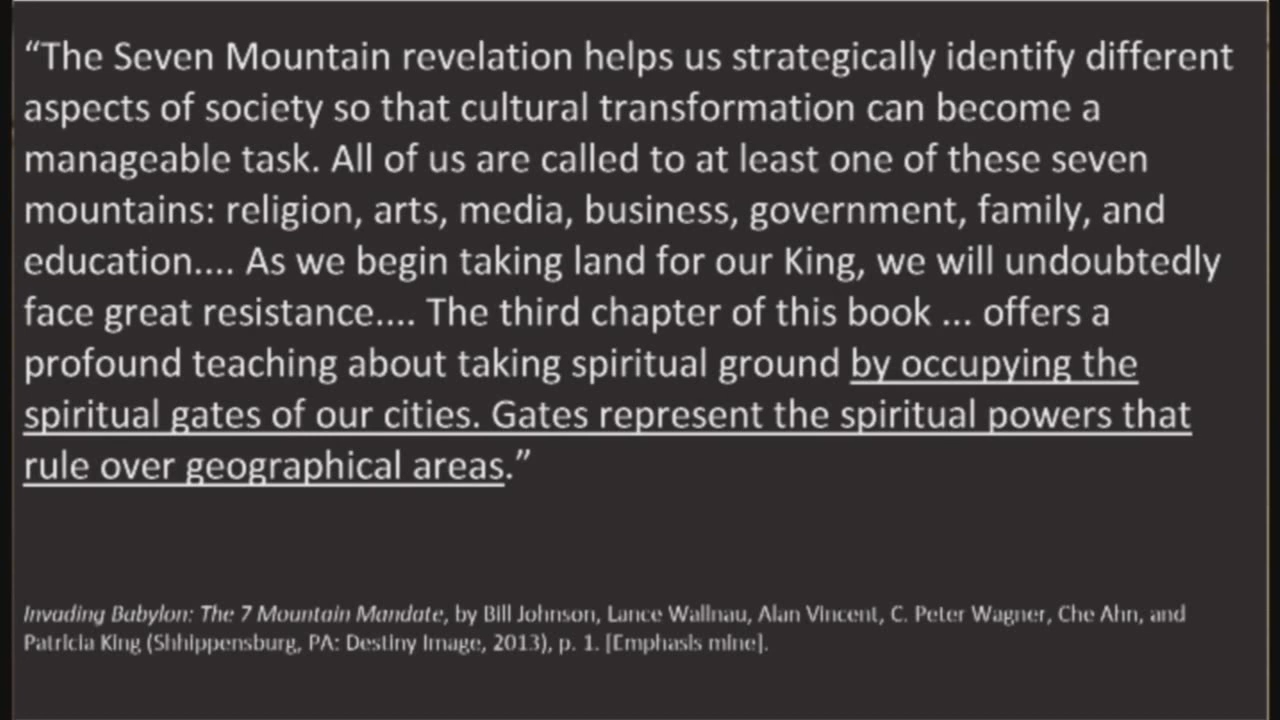 “The Seven Mountain revelation helps us strategically identify different
aspects of society so that cultural transformation can become a
manageable task. All of us are called to at least one of these seven
mountains: religion, arts, media, business, government, family, and
education.... As we begin taking land for our King, we will undoubtedly
face great resistance.... The third chapter of this book ... offers a
profound teaching about taking spiritual ground by occupying the
spiritual gates of our cities. Gates represent the spiritual powers that
rule over geographical areas.”
Invading Babylon: The 7 Mountain Mandate, by Bill Johnson, Lance Wallnau, Alan Vincent, C. Peter Wagner, Che Ahn, and
Patricia King (Shhippensburg, PA: Destiny Image, 2013), p. 1. [Emphasis mine].